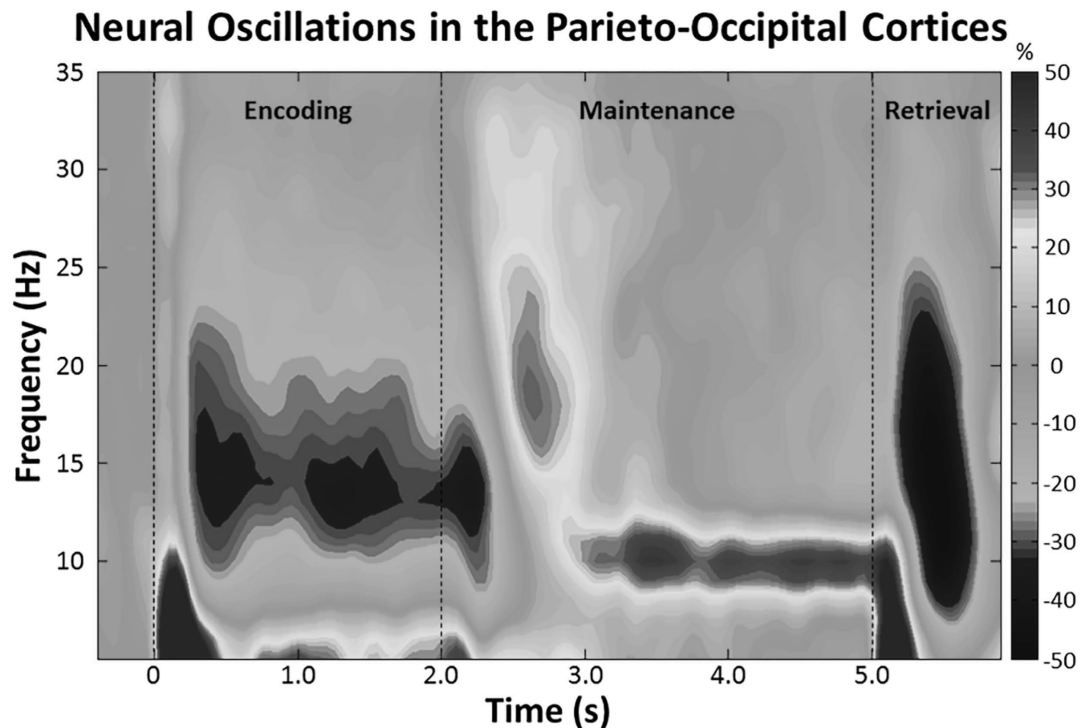 Neural Oscillations in the Parieto-Occipital Cortices
%
35
30
25
20
15
10
Frequency (Hz)
Encoding
Maintenance
Retrieval
50
40
30
20
10
0
-10
-20
-30
-40
-50
0 1.0 2.0 3.0 4.0 5.0
Time (s)